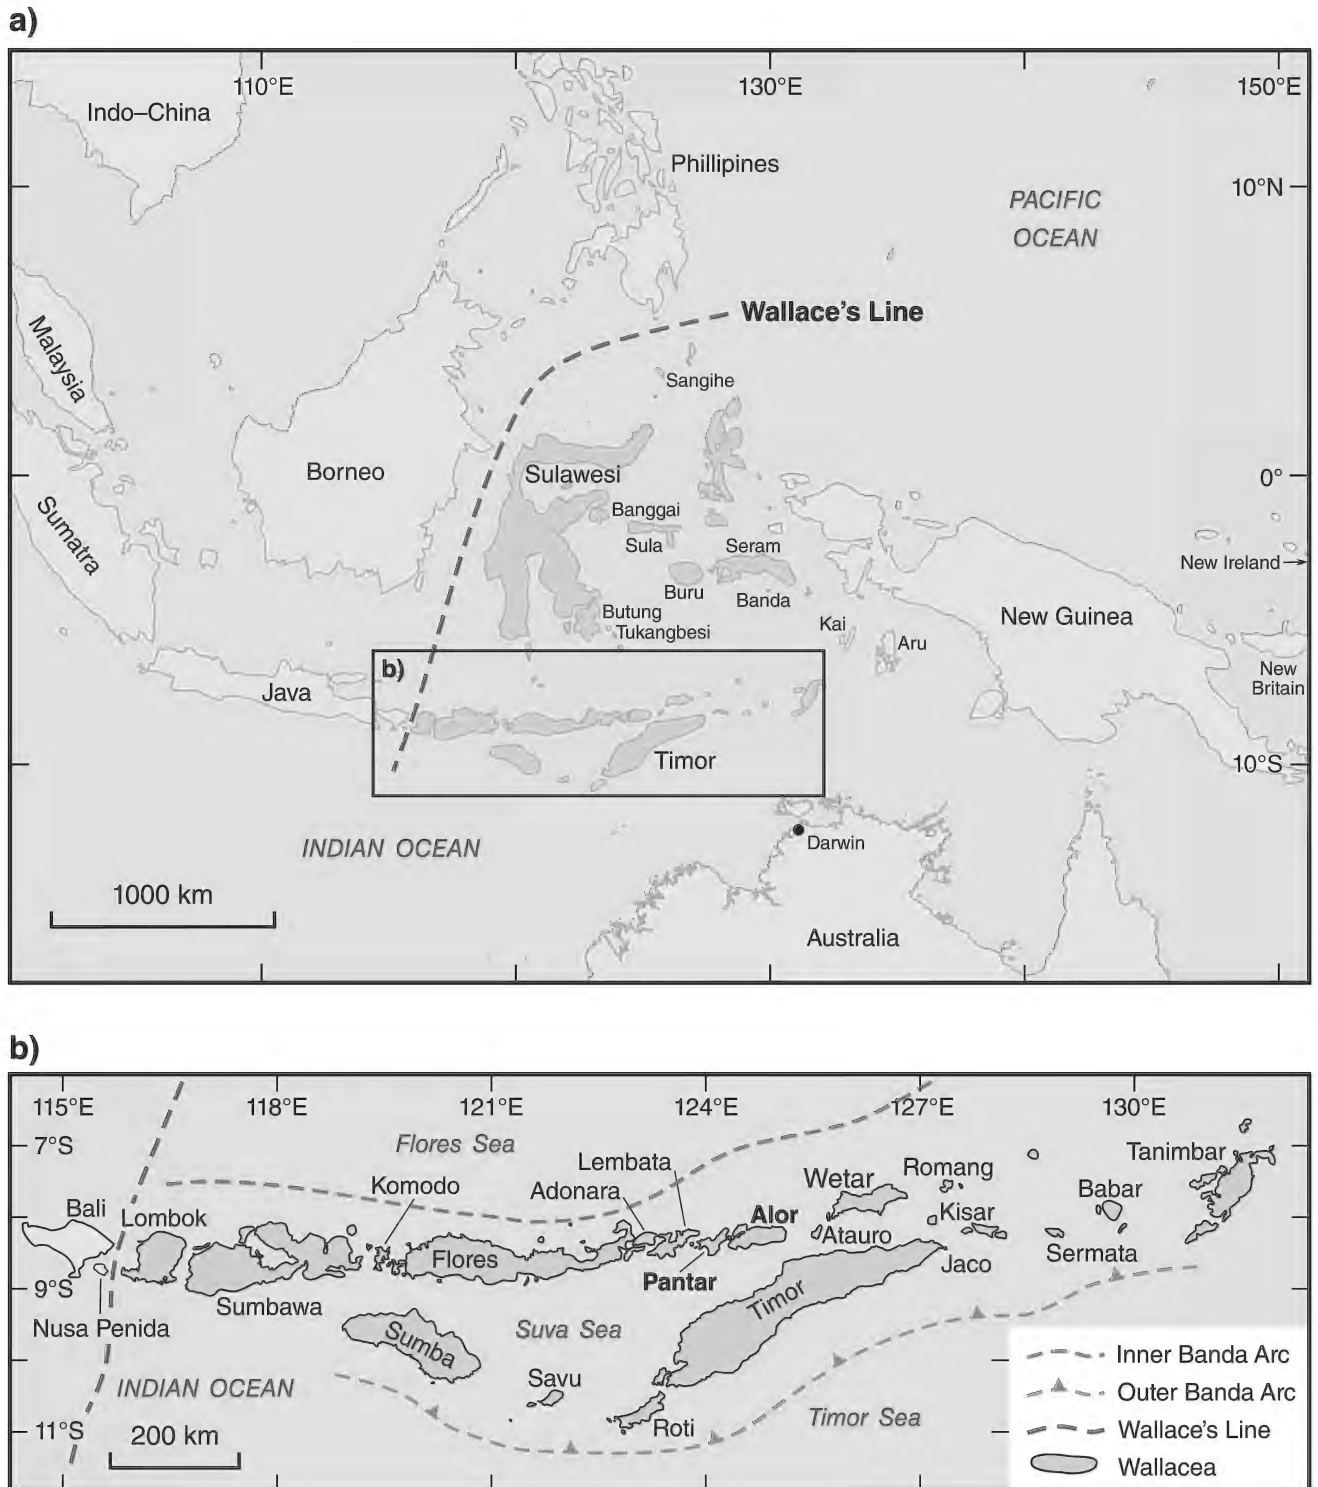 a)
110°E
130°E
150°E
Indo–China
Phillipines
10°N
PACIFIC
OCEAN
Wallace's Line
Malaysia
Sangihe
Borneo
Sulawesi
0°
Sumatra
Banggai
Sula
Seram
New Ireland
Buru
Banda
Butung
Tukangbesi
Kai
Aru
New Guinea
New
Britain
b)
Java
Timor
10°S
INDIAN OCEAN
Darwin
1000 km
Australia
b)
115°E
118°E
121°E
124°E
127°E
130°E
7°S
Flores Sea
Lembata
Tanimbar
Komodo
Adonara
Wetar
Romang
Babar
Bali
Lombok
Alor
Kisar
Atauro
Sermata
Flores
Pantar
Jaco
9°S
Sumbawa
Timor
Nusa Penida
Sumba
Suva Sea
INDIAN OCEAN
Savu
Roti
Timor Sea
11°S
200 km
Inner Banda Arc
Outer Banda Arc
Wallace's Line
Wallacea